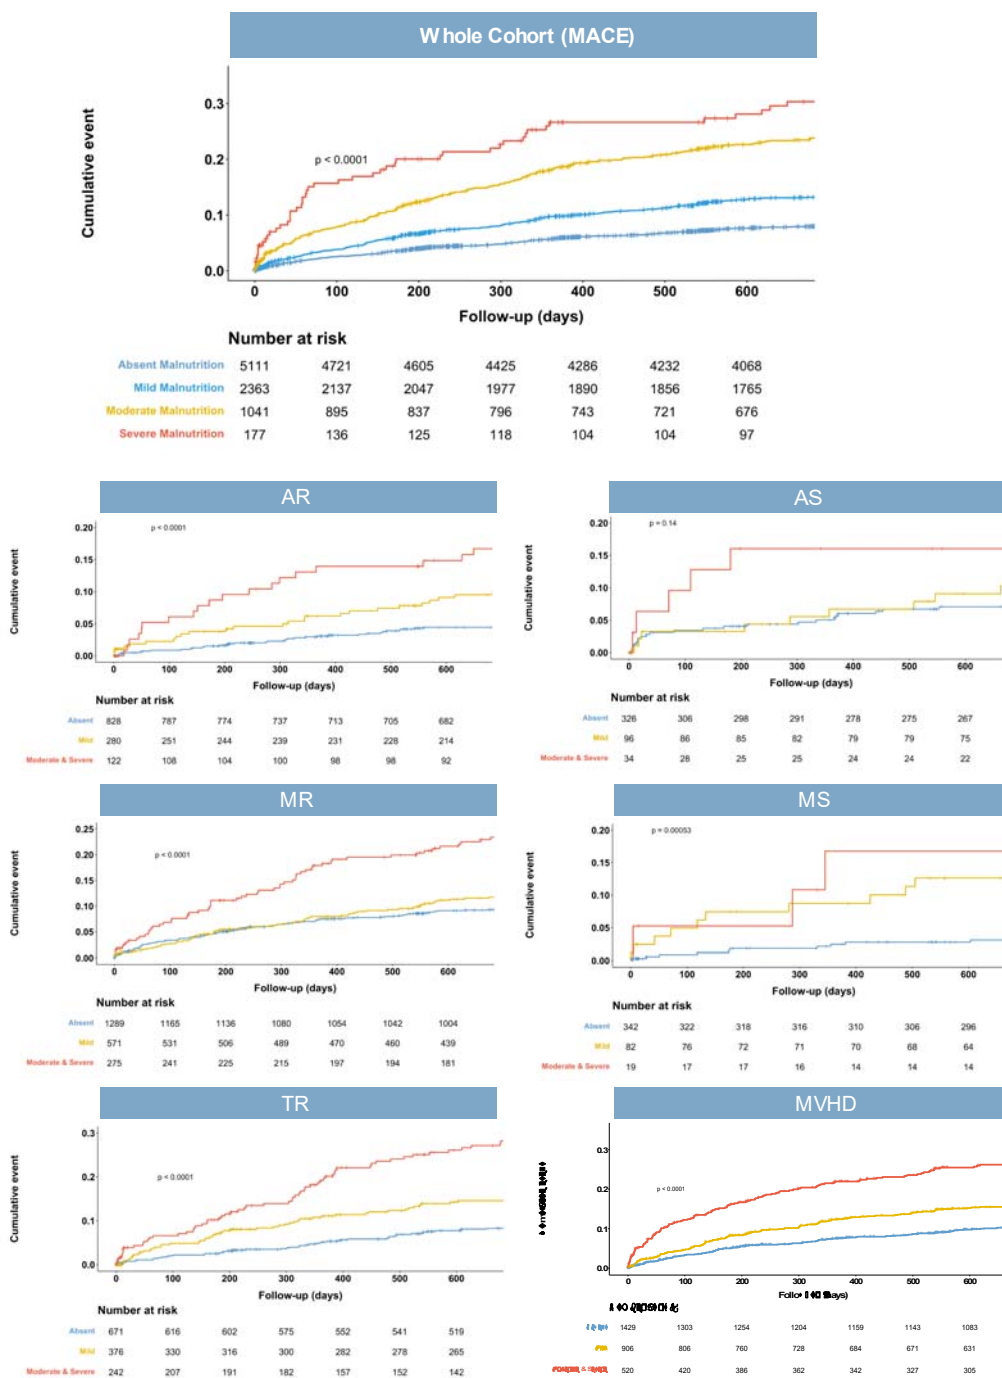 Whole Cohort (MACE)
Cumulative event
0.3
0.2
0.1
0.0
p < 0.0001
0 100 200 300 400 500 600
Follow-up (days)
Number at risk
Absent Malnutrition 5111 4721 4605 4425 4286 4232 4068
Mild Malnutrition 2363 2137 2047 1977 1890 1856 1765
Moderate Malnutrition 1041 895 837 796 743 721 676
Severe Malnutrition 177 136 125 118 104 104 97
AR
Cumulative event
0.20
0.15
0.10
0.05
0.00
p < 0.0001
0 100 200 300 400 500 600
Follow-up (days)
Number at risk
Absent 828 787 774 737 713 705 682
Mild 280 251 244 239 231 228 214
Moderate & Severe 122 108 104 100 98 98 92
AS
Cumulative event
0.20
0.15
0.10
0.05
0.00
p = 0.14
0 100 200 300 400 500 600
Follow-up (days)
Number at risk
Absent 326 306 298 291 278 275 267
Mild 96 86 85 82 79 79 75
Moderate & Severe 34 28 25 25 24 24 22
MR
Cumulative event
0.25
0.20
0.15
0.10
0.05
0.00
p < 0.0001
0 100 200 300 400 500 600
Follow-up (days)
Number at risk
Absent 1289 1165 1136 1080 1054 1042 1004
Mild 571 531 506 489 470 460 439
Moderate & Severe 275 241 225 215 197 194 181
MS
Cumulative event
0.20
0.15
0.10
0.05
0.00
p = 0.00053
0 100 200 300 400 500 600
Follow-up (days)
Number at risk
Absent 342 322 318 316 310 306 296
Mild 82 76 72 71 70 68 64
Moderate & Severe 19 17 17 16 14 14 14
TR
Cumulative event
0.3
0.2
0.1
0.0
p < 0.0001
0 100 200 300 400 500 600
Follow-up (days)
Number at risk
Absent 671 616 602 575 552 541 519
Mild 376 330 316 300 282 278 265
Moderate & Severe 242 207 191 182 157 152 142
MVHD
0.3
0.2
0.1
0.0
p < 0.0001
0 100 200 300 400 500 600
1429 1303 1254 1204 1159 1143 1083
906 806 760 728 684 671 631
520 420 386 362 342 327 305